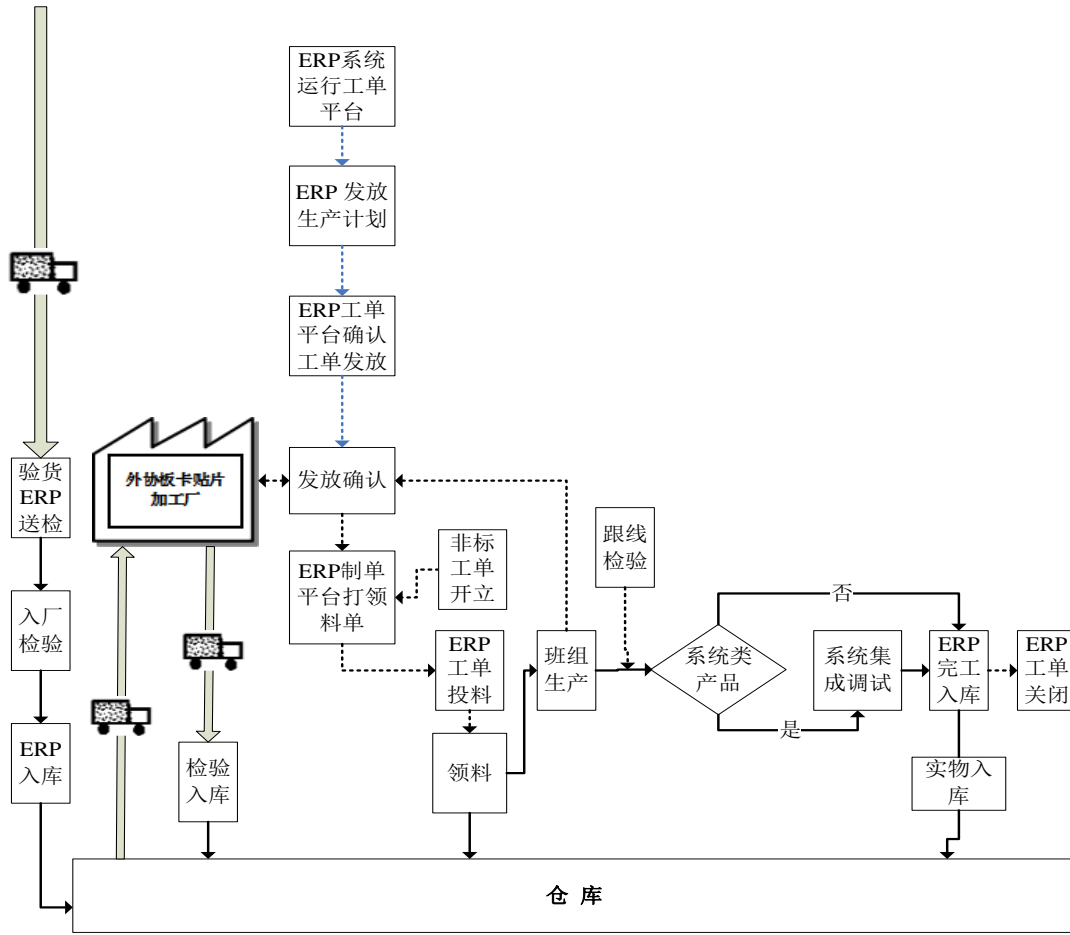 ERP系统
运行工单
平台
ERP 发放
生产计划
ERP工单
平台确认
工单发放
验货
ERP
送检
外协板卡贴片
加工厂
发放确认
跟线
检验
非标
工单
开立
ERP制单
平台打领
料单
入厂
检验
否
ERP
工单
投料
班组
生产
系统类
产品
系统集
成调试
ERP
完工
入库
ERP
工单
关闭
是
ERP
入库
检验
入库
领料
实物入
库
仓 库